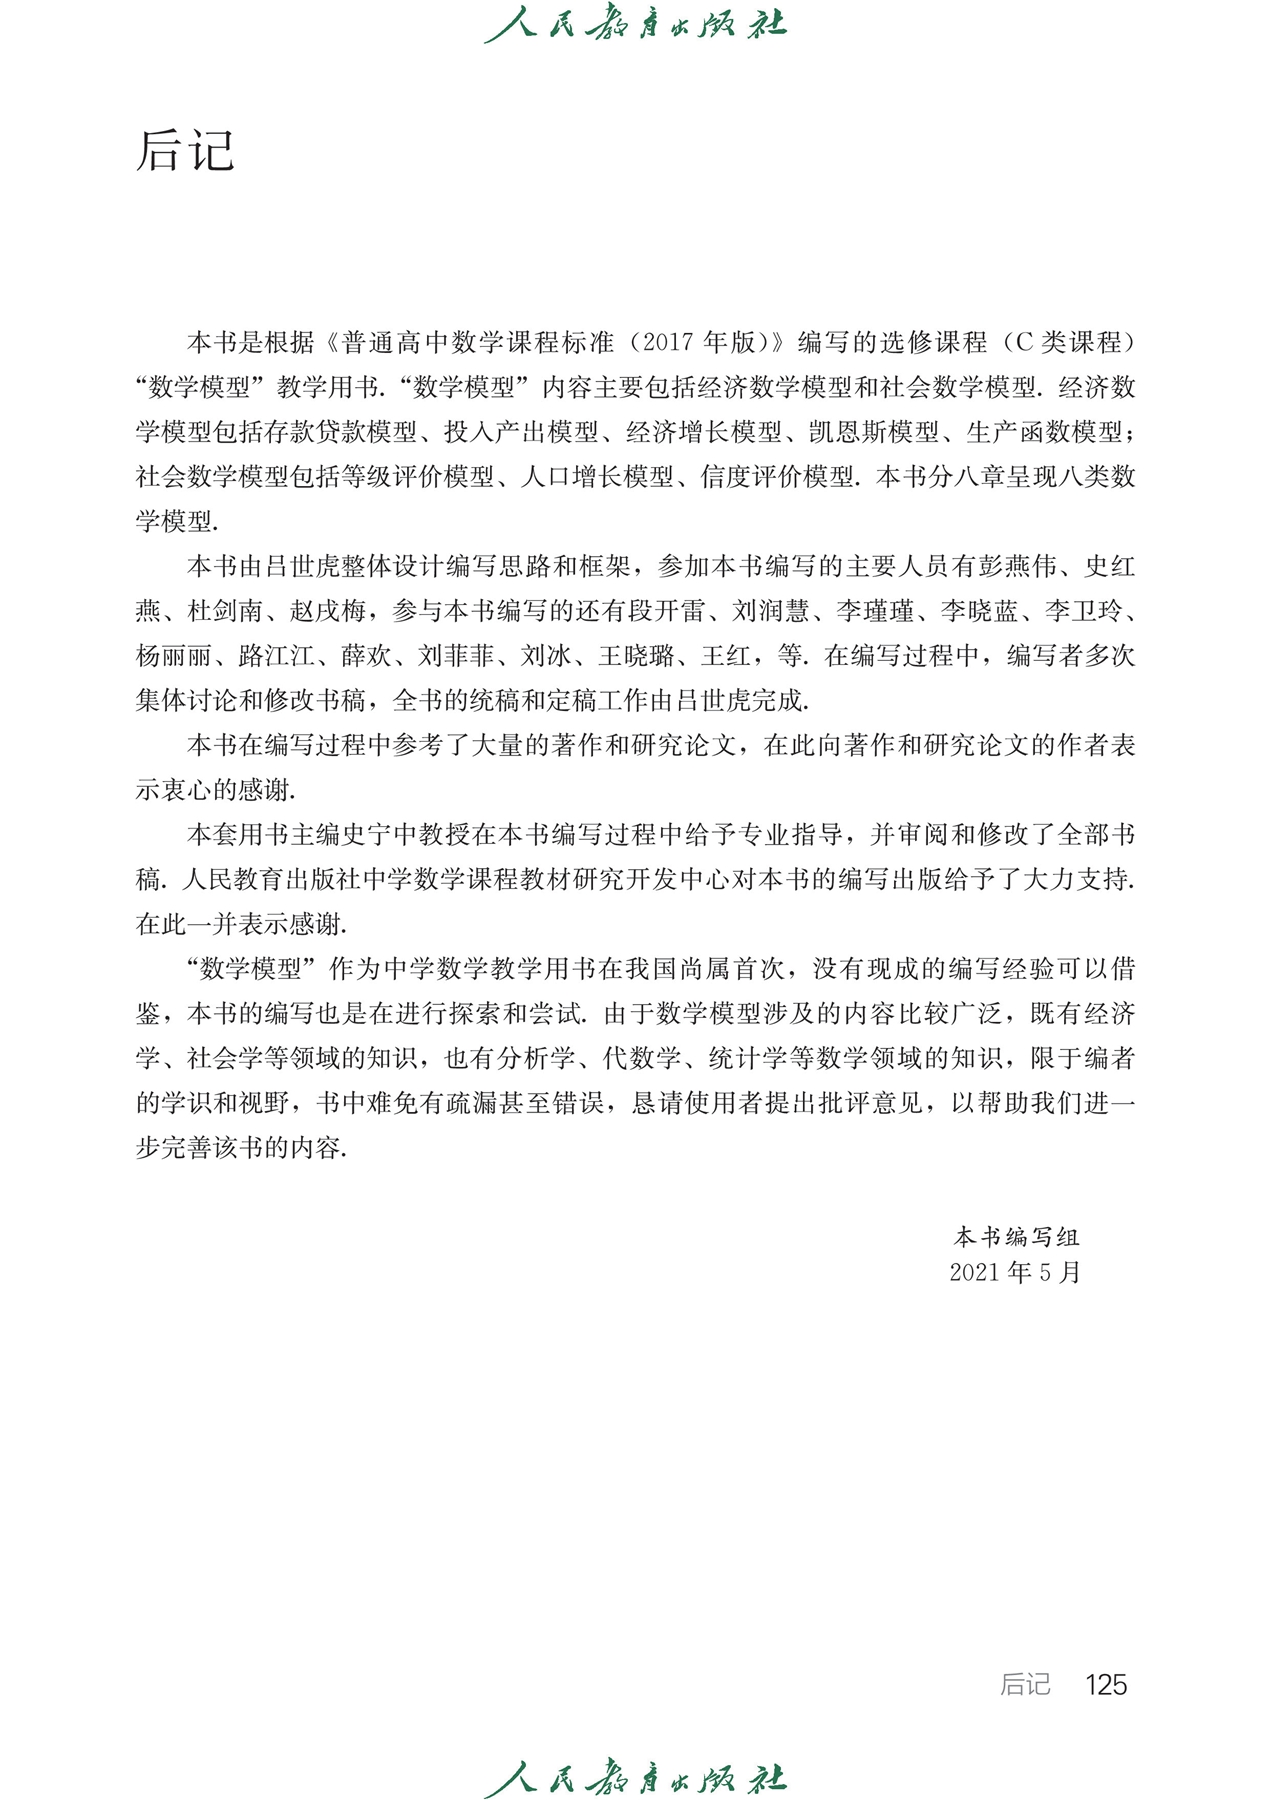 人民教育出版社
后记
本书是根据《普通高中数学课程标准（2017 年版）》编写的选修课程（C 类课程）
“数学模型”教学用书. “数学模型”内容主要包括经济数学模型和社会数学模型. 经济数
学模型包括存款贷款模型、投入产出模型、经济增长模型、凯恩斯模型、生产函数模型；
社会数学模型包括等级评价模型、人口增长模型、信度评价模型. 本书分八章呈现八类数
学模型.
本书由吕世虎整体设计编写思路和框架，参加本书编写的主要人员有彭燕伟、史红
燕、杜剑南、赵戌梅，参与本书编写的还有段开雷、刘润慧、李瑾瑾、李晓蓝、李卫玲、
杨丽丽、路江江、薛欢、刘菲菲、刘冰、王晓璐、王红，等. 在编写过程中，编写者多次
集体讨论和修改书稿，全书的统稿和定稿工作由吕世虎完成.
本书在编写过程中参考了大量的著作和研究论文，在此向著作和研究论文的作者表
示衷心的感谢.
本套用书主编史宁中教授在本书编写过程中给予专业指导，并审阅和修改了全部书
稿. 人民教育出版社中学数学课程教材研究开发中心对本书的编写出版给予了大力支持.
在此一并表示感谢.
“数学模型”作为中学数学教学用书在我国尚属首次，没有现成的编写经验可以借
鉴，本书的编写也是在进行探索和尝试. 由于数学模型涉及的内容比较广泛，既有经济
学、社会学等领域的知识，也有分析学、代数学、统计学等数学领域的知识，限于编者
的学识和视野，书中难免有疏漏甚至错误，恳请使用者提出批评意见，以帮助我们进一
步完善该书的内容.
本书编写组
2021 年 5 月
后记 125
人民教育出版社